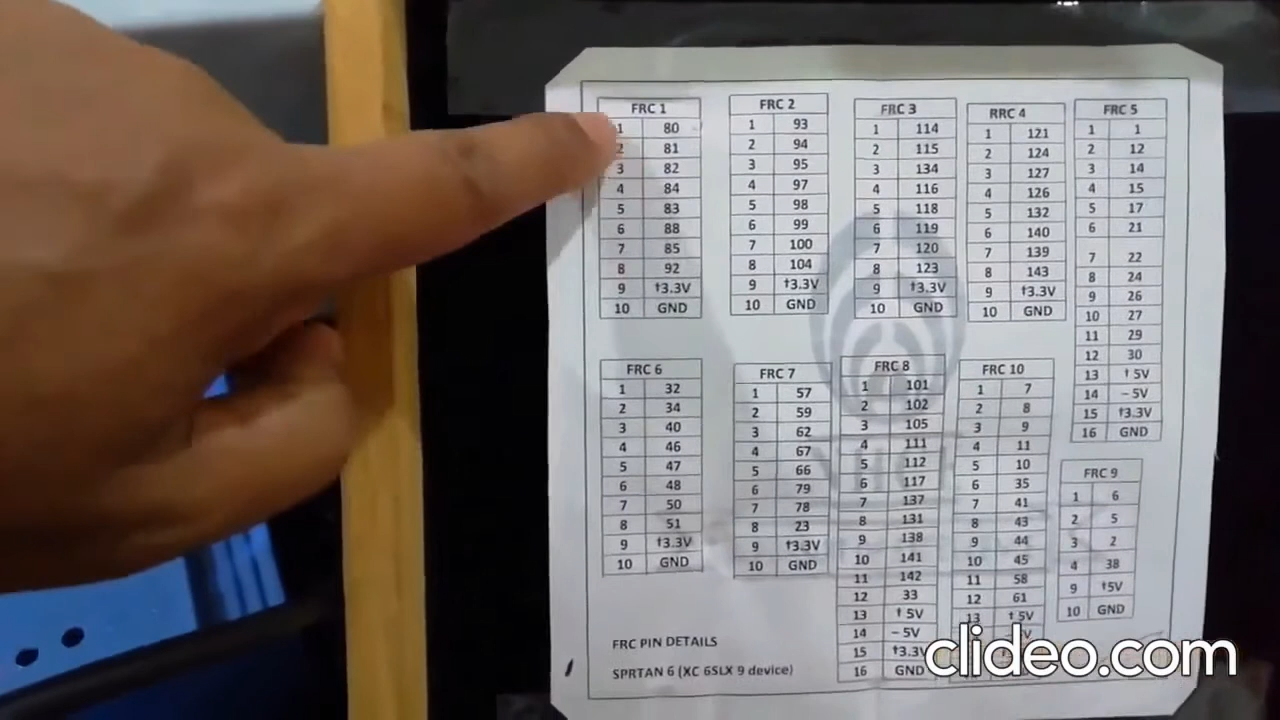 FRC 1
1 80
2 81
3 82
4 84
5 83
6 88
7 85
8 92
9 †3.3V
10 GND
FRC 2
1 93
2 94
3 95
4 97
5 98
6 99
7 100
8 104
9 †3.3V
10 GND
FRC 3
1 114
2 115
3 134
4 116
5 118
6 119
7 120
8 123
9 †3.3V
10 GND
RRC 4
1 121
2 124
3 127
4 126
5 132
6 140
7 139
8 143
9 †3.3V
10 GND
FRC 5
1 1
2 12
3 14
4 15
5 17
6 21
7 22
8 24
9 26
10 27
11 29
12 30
13 † 5V
14 – 5V
15 †3.3V
16 GND
FRC 6
1 32
2 34
3 40
4 46
5 47
6 48
7 50
8 51
9 †3.3V
10 GND
FRC 7
1 57
2 59
3 62
4 67
5 66
6 79
7 78
8 23
9 †3.3V
10 GND
FRC 8
1 101
2 102
3 105
4 111
5 112
6 117
7 137
8 131
9 138
10 141
11 142
12 33
13 † 5V
14 – 5V
15 †3.3V
16 GND
FRC 10
1 7
2 8
3 9
4 11
5 10
6 35
7 41
8 43
9 44
10 45
11 58
12 61
13 † 5V
FRC 9
1 6
2 5
3 2
4 38
9 †5V
10 GND
FRC PIN DETAILS
SPRTAN 6 (XC 6SLX 9 device)
clideo.com